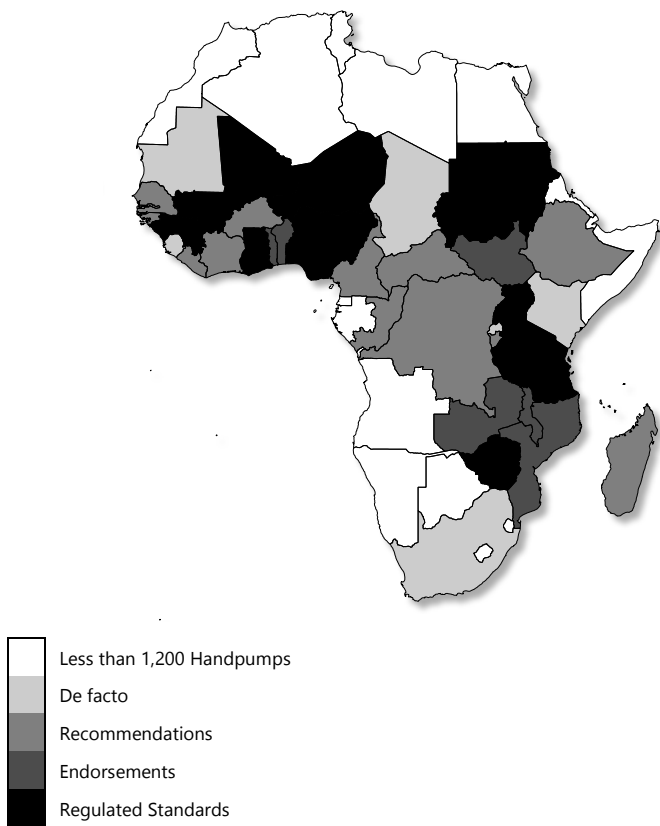 Less than 1,200 Handpumps
De facto
Recommendations
Endorsements
Regulated Standards